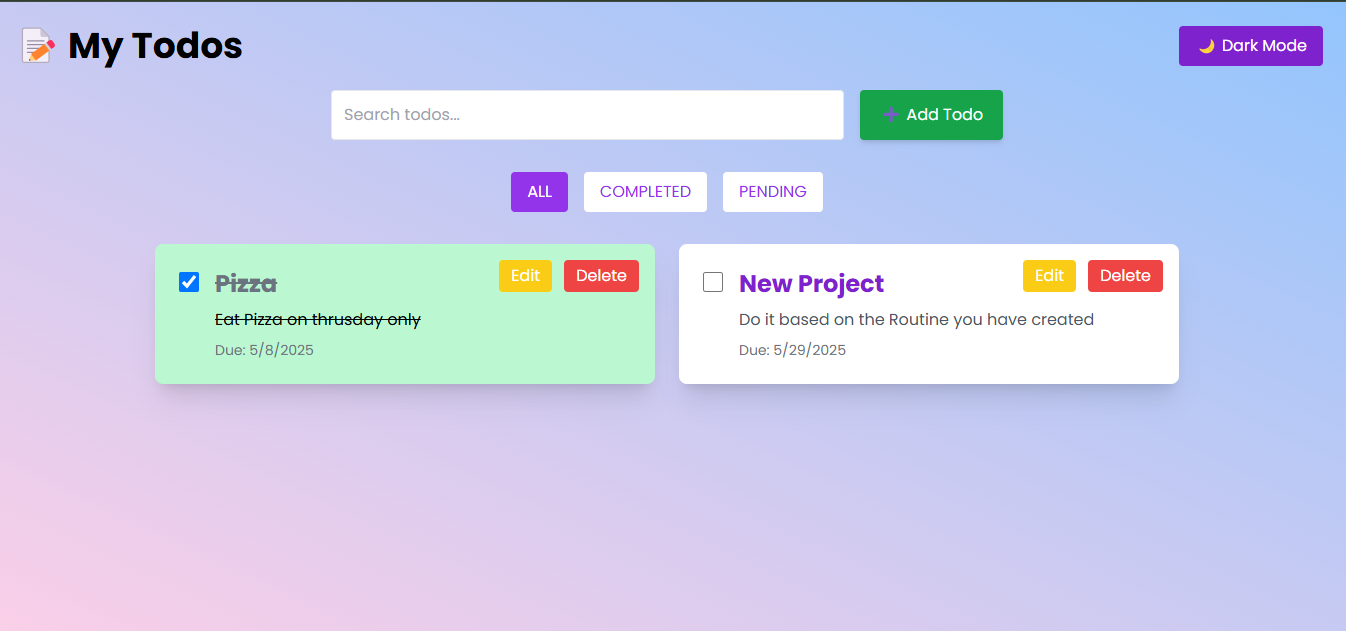 📝 My Todos
🌙 Dark Mode
Search todos...
➕ Add Todo
ALL
COMPLETED
PENDING
Pizza
Edit
Delete
Eat Pizza on thrusday only
Due: 5/8/2025
New Project
Edit
Delete
Do it based on the Routine you have created
Due: 5/29/2025